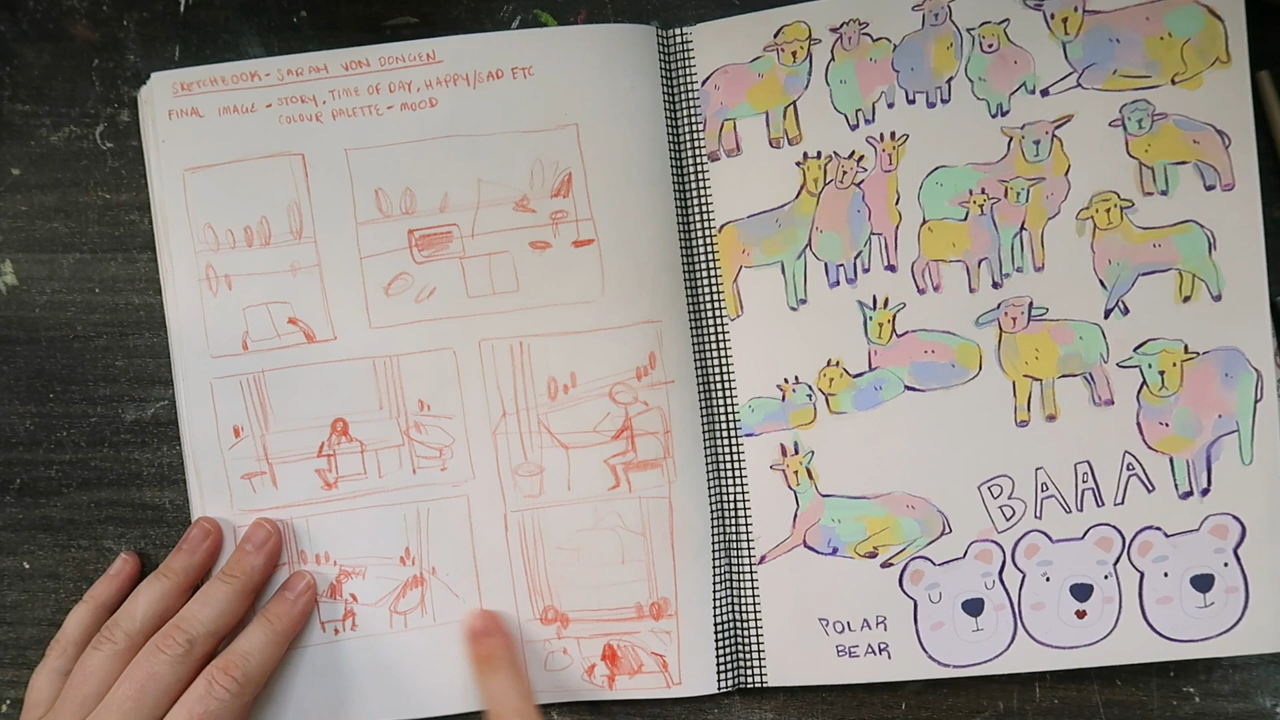 SKETCHBOOK - SARAH VON DONGEN
FINAL IMAGE - STORY, TIME OF DAY, HAPPY/SAD ETC
COLOUR PALETTE - MOOD
BAAA
POLAR
BEAR